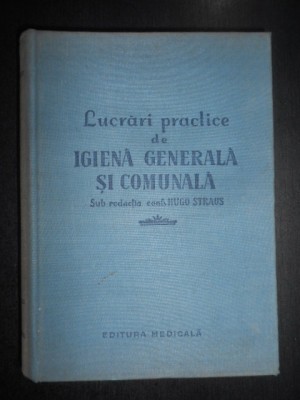 Lucrări practice
de
IGIENĂ GENERALĂ
ȘI COMUNALĂ
Sub redacția conf. HUGO STRAUS
EDITURA MEDICALĂ